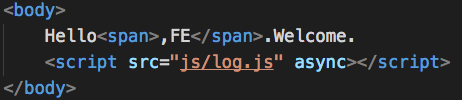 <body>
Hello<span>,FE</span>.Welcome.
<script src="js/log.js" async></script>
</body>